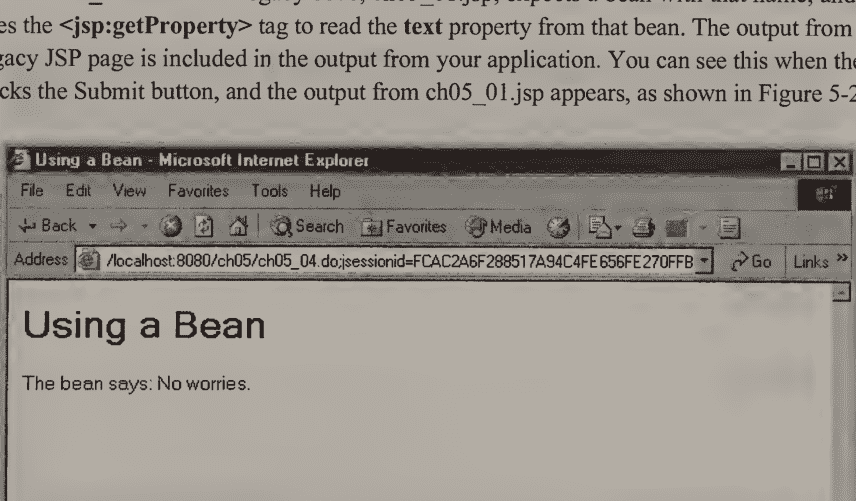 es the <jsp:getProperty> tag to read the text property from that bean. The output from
gacy JSP page is included in the output from your application. You can see this when the
cks the Submit button, and the output from ch05_01.jsp appears, as shown in Figure 5-2
Using a Bean - Microsoft Internet Explorer
File Edit View Favorites Tools Help
Back Search Favorites Media
Address /localhost:8080/ch05/ch05_04.do;jsessionid=FCAC2A6F288517A94C4FE656FE270FFB Go Links »
Using a Bean
The bean says: No worries.